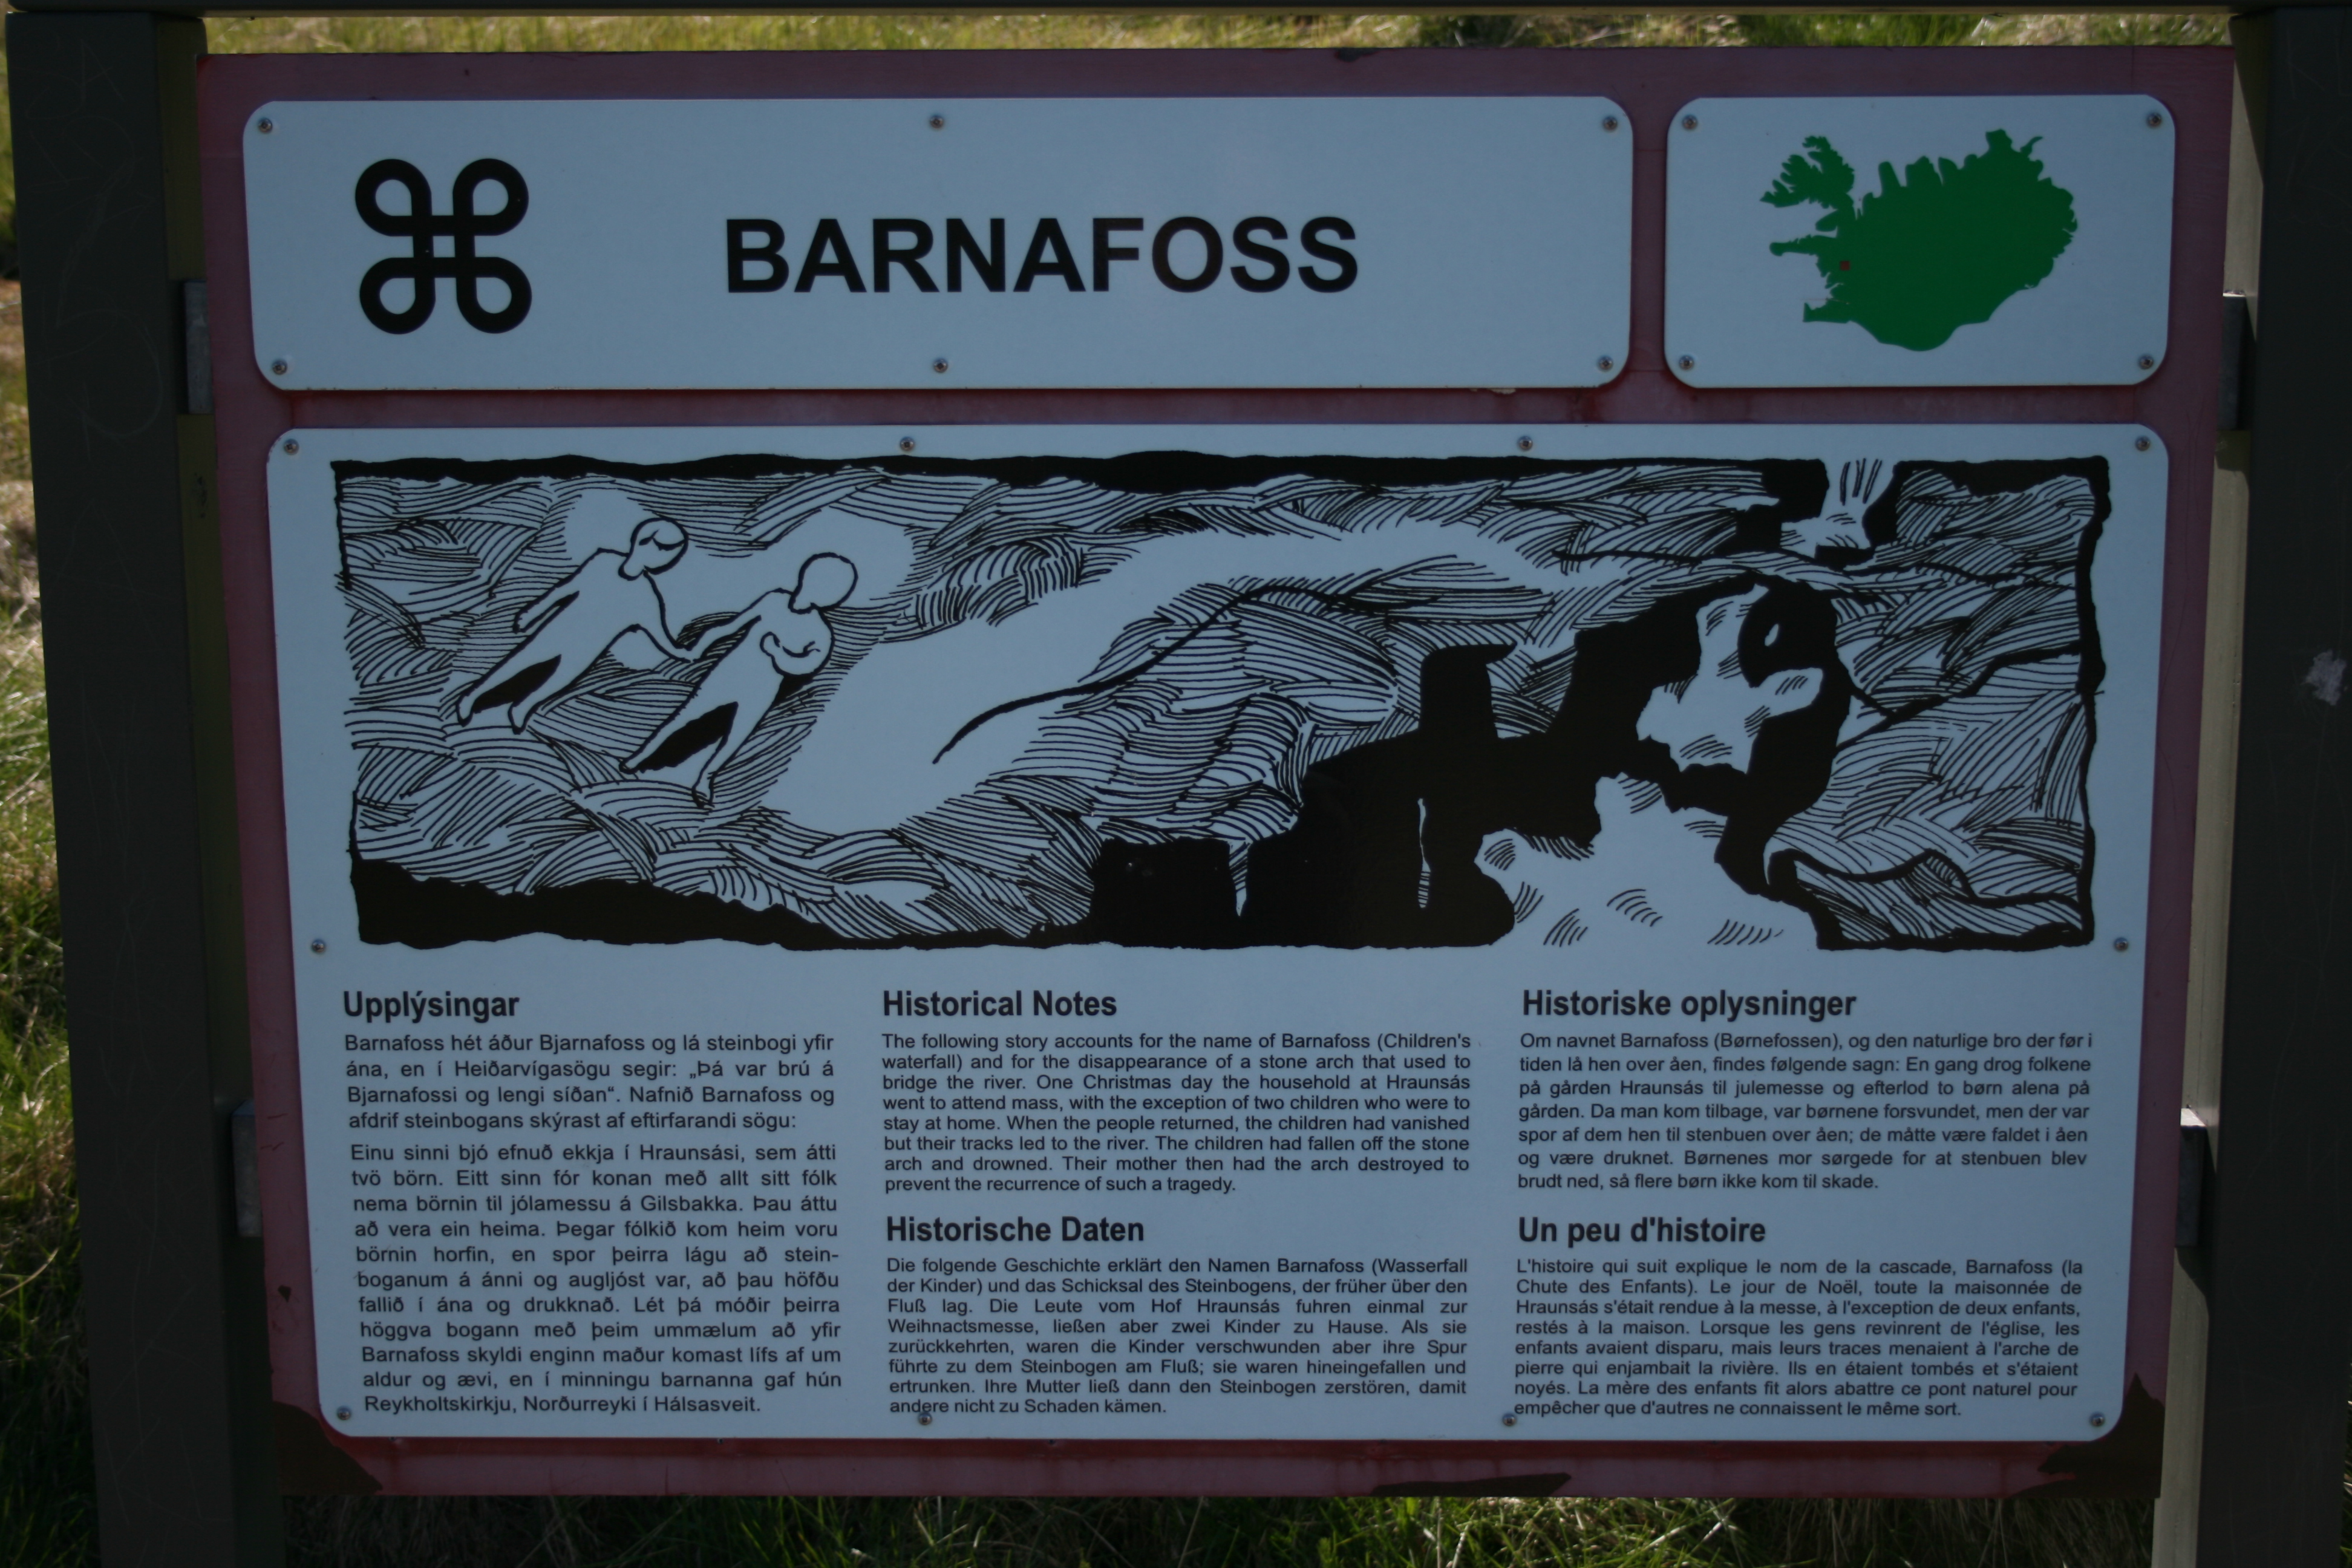 BARNAFOSS
Upplýsingar
Barnafoss hét áður Bjarnafoss og lá steinbogi yfir
ána, en í Heiðarvígasögu segir: „Þá var brú á
Bjarnafossi og lengi síðan“. Nafnið Barnafoss og
afdrif steinbogans skýrast af eftirfarandi sögu:
Einu sinni bjó efnuð ekkja í Hraunsási, sem átti
tvö börn. Eitt sinn fór konan með allt sitt fólk
nema börnin til jólamessu á Gilsbakka. Þau áttu
að vera ein heima. Þegar fólkið kom heim voru
börnin horfin, en spor þeirra lágu að stein-
boganum á ánni og augljóst var, að þau höfðu
fallið í ána og drukknað. Lét þá móðir þeirra
höggva bogann með þeim ummælum að yfir
Barnafoss skyldi enginn maður komast lífs af um
aldur og ævi, en í minningu barnanna gaf hún
Reykholtskirkju, Norðurreyki í Hálsasveit.
Historical Notes
The following story accounts for the name of Barnafoss (Children's
waterfall) and for the disappearance of a stone arch that used to
bridge the river. One Christmas day the household at Hraunsás
went to attend mass, with the exception of two children who were to
stay at home. When the people returned, the children had vanished
but their tracks led to the river. The children had fallen off the stone
arch and drowned. Their mother then had the arch destroyed to
prevent the recurrence of such a tragedy.
Historische Daten
Die folgende Geschichte erklärt den Namen Barnafoss (Wasserfall
der Kinder) und das Schicksal des Steinbogens, der früher über den
Fluß lag. Die Leute vom Hof Hraunsás fuhren einmal zur
Weihnactsmesse, ließen aber zwei Kinder zu Hause. Als sie
zurückkehrten, waren die Kinder verschwunden aber ihre Spur
führte zu dem Steinbogen am Fluß; sie waren hineingefallen und
ertrunken. Ihre Mutter ließ dann den Steinbogen zerstören, damit
andere nicht zu Schaden kämen.
Historiske oplysninger
Om navnet Barnafoss (Børnefossen), og den naturlige bro der før i
tiden lå hen over åen, findes følgende sagn: En gang drog folkene
på gården Hraunsás til julemesse og efterlod to børn alena på
gården. Da man kom tilbage, var børnene forsvundet, men der var
spor af dem hen til stenbuen over åen; de måtte være faldet i åen
og være druknet. Børnenes mor sørgede for at stenbuen blev
brudt ned, så flere børn ikke kom til skade.
Un peu d'histoire
L'histoire qui suit explique le nom de la cascade, Barnafoss (la
Chute des Enfants). Le jour de Noël, toute la maisonnée de
Hraunsás s'était rendue à la messe, à l'exception de deux enfants,
restés à la maison. Lorsque les gens revinrent de l'église, les
enfants avaient disparu, mais leurs traces menaient à l'arche de
pierre qui enjambait la rivière. Ils en étaient tombés et s'étaient
noyés. La mère des enfants fit alors abattre ce pont naturel pour
empêcher que d'autres ne connaissent le même sort.